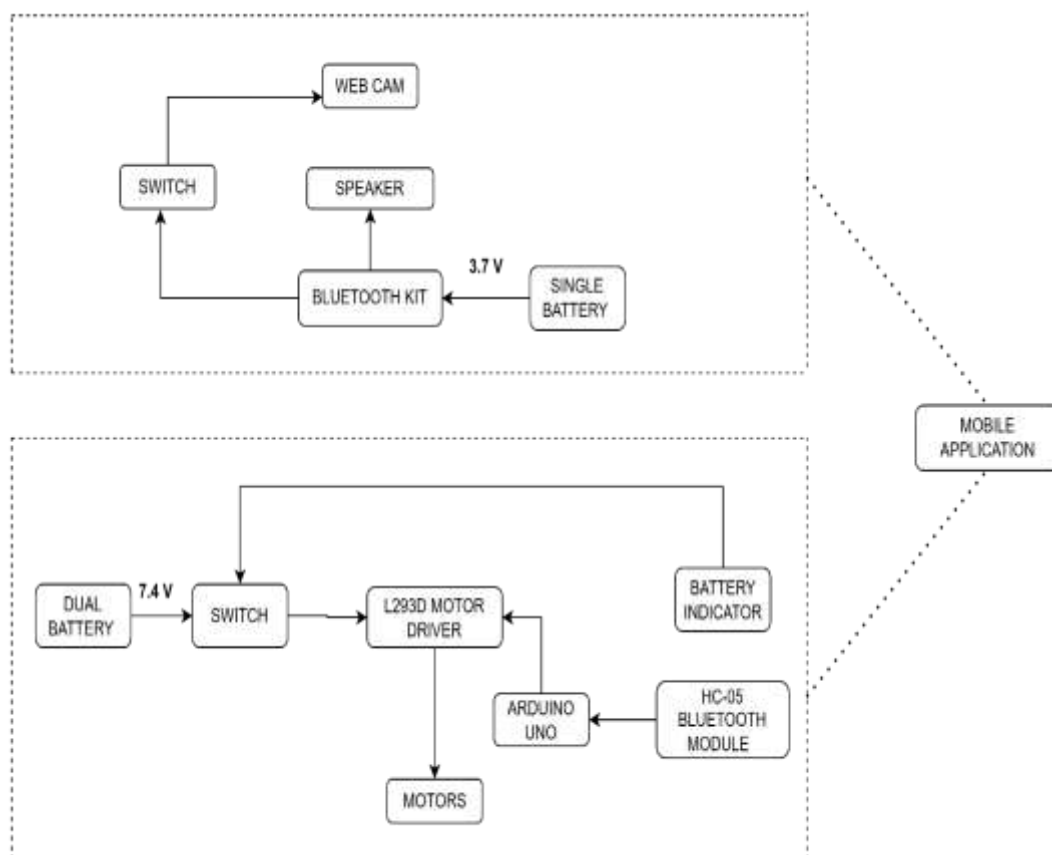 WEB CAM
SWITCH
SPEAKER
3.7 V
BLUETOOTH KIT
SINGLE
BATTERY
MOBILE
APPLICATION
7.4 V
DUAL
BATTERY
SWITCH
L293D MOTOR
DRIVER
BATTERY
INDICATOR
ARDUINO
UNO
HC-05
BLUETOOTH
MODULE
MOTORS